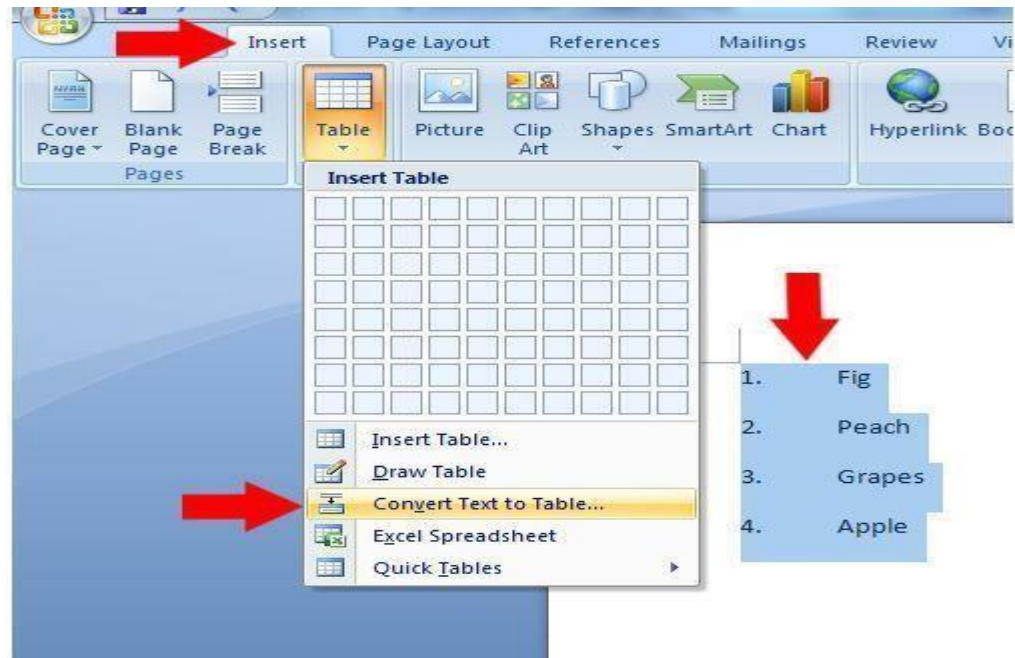 Insert Page Layout References Mailings Review Vi
Cover Page Blank Page Page Break Table Picture Clip Art Shapes SmartArt Chart Hyperlink Boo
Pages
Insert Table
Insert Table...
Draw Table
Convert Text to Table...
Excel Spreadsheet
Quick Tables
1. Fig
2. Peach
3. Grapes
4. Apple